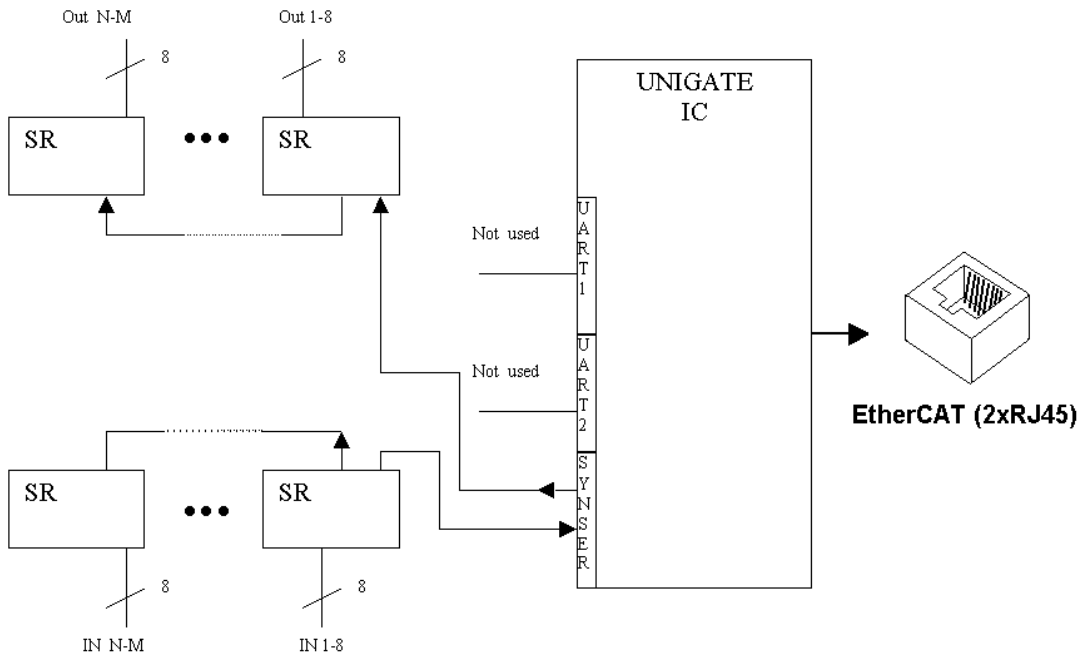 Out N-M
Out 1-8
8
8
SR
SR
UNIGATE
IC
Not used
UART1
Not used
UART2
EtherCAT (2xRJ45)
SYNSER
SR
SR
8
8
IN N-M
IN 1-8